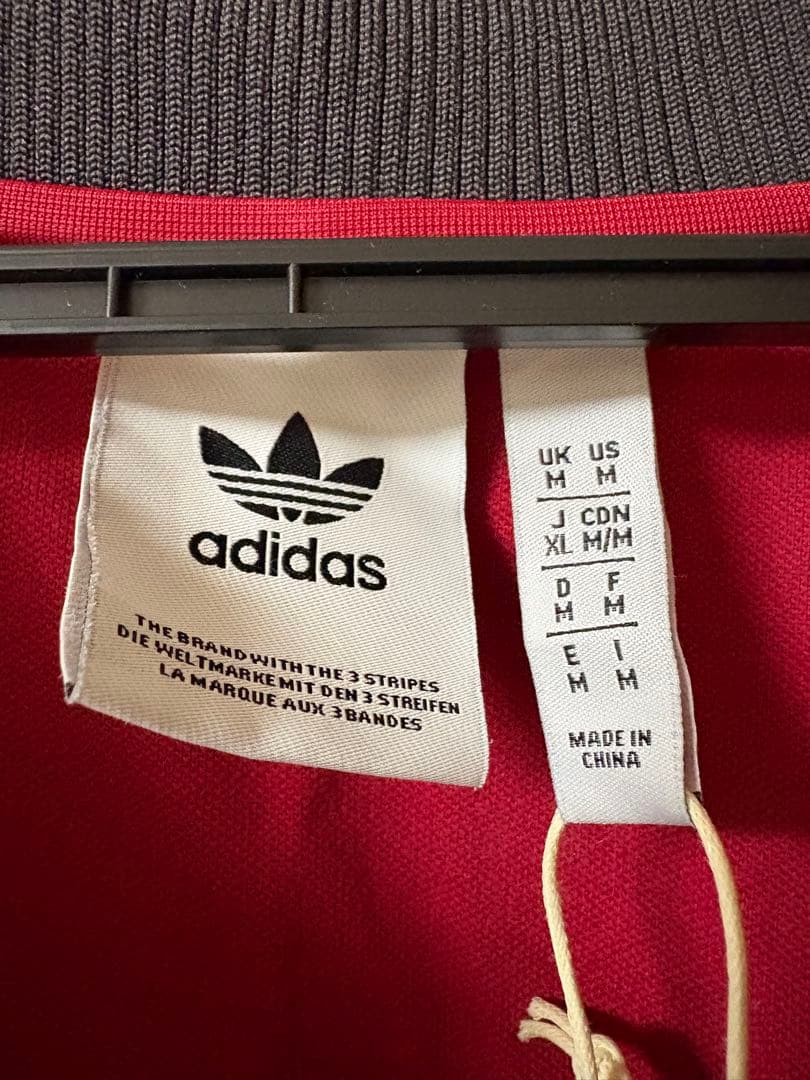 adidas
THE BRAND WITH THE 3 STRIPES
DIE WELTMARKE MIT DEN 3 STREIFEN
LA MARQUE AUX 3 BANDES
UK US
M M
J CDN
XL M/M
D F
M M
E I
M M
MADE IN
CHINA